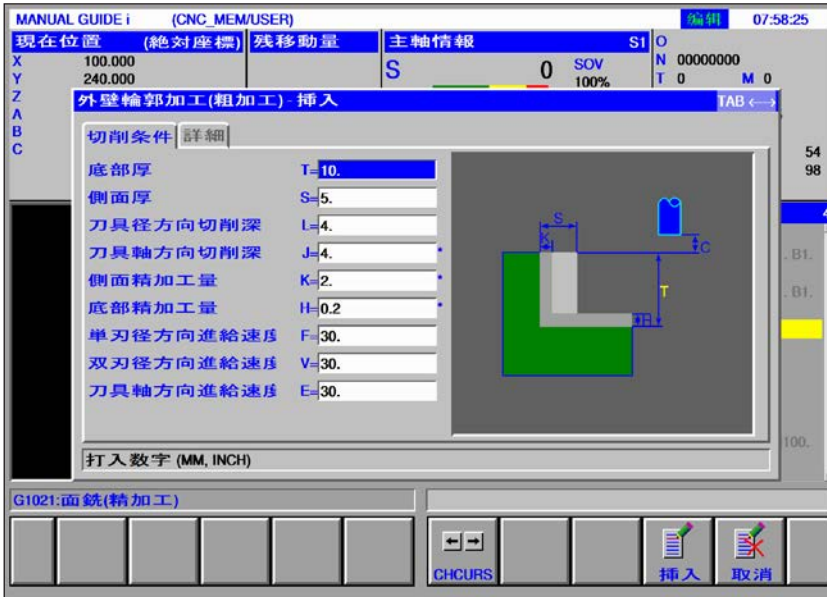 MANUAL GUIDE i (CNC_MEM/USER) 编辑 07:58:25
現在位置 (絶対座標) 残移動量 主軸情報 S1 O
X 100.000 S 0 SOV N 00000000
Y 240.000 100% T 0 M 0
Z 外壁輪郭加工(粗加工)-挿入 TAB ←→
A
B 切削条件 詳細
C 54
底部厚 T=10. 98
側面厚 S=5.
刀具径方向切削深 L=4.
刀具軸方向切削深 J=4. *
側面精加工量 K=2. *
底部精加工量 H=0.2 *
単刃径方向進給速度 F=30.
双刃径方向進給速度 V=30.
刀具軸方向進給速度 E=30.
S
K
C
T
H
4
. B1.
. B1.
100.
打入数字 (MM, INCH)
G1021:面銑(精加工)
←→
CHCURS 挿入 取消